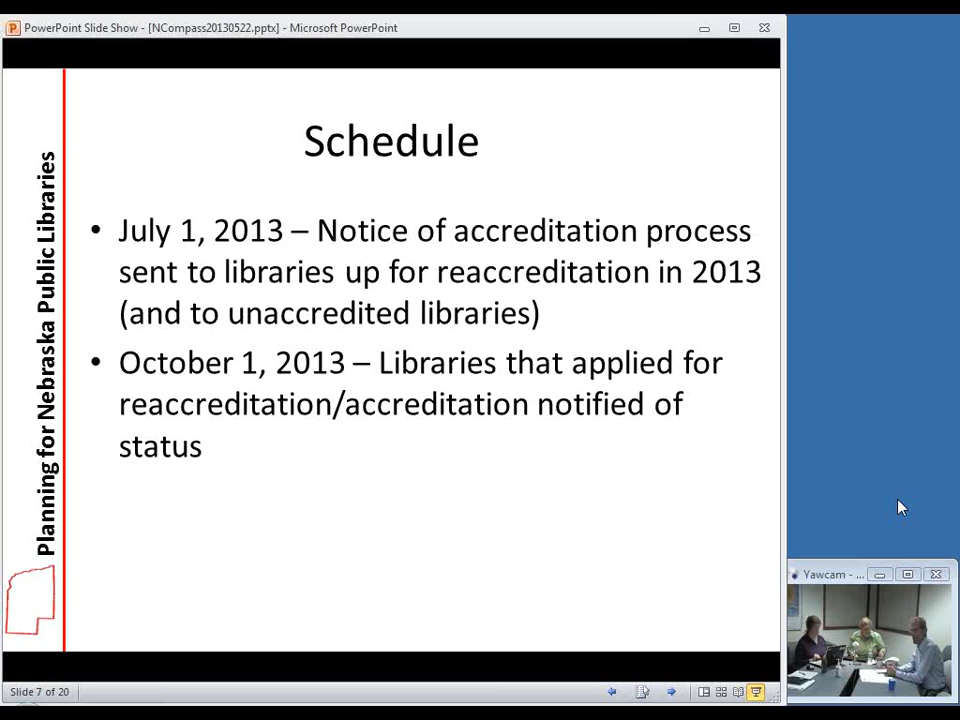 PowerPoint Slide Show - [NCompass20130522.pptx] - Microsoft PowerPoint
Planning for Nebraska Public Libraries
Schedule
• July 1, 2013 – Notice of accreditation process
sent to libraries up for reaccreditation in 2013
(and to unaccredited libraries)
• October 1, 2013 – Libraries that applied for
reaccreditation/accreditation notified of
status
Yawcam - ...
Slide 7 of 20